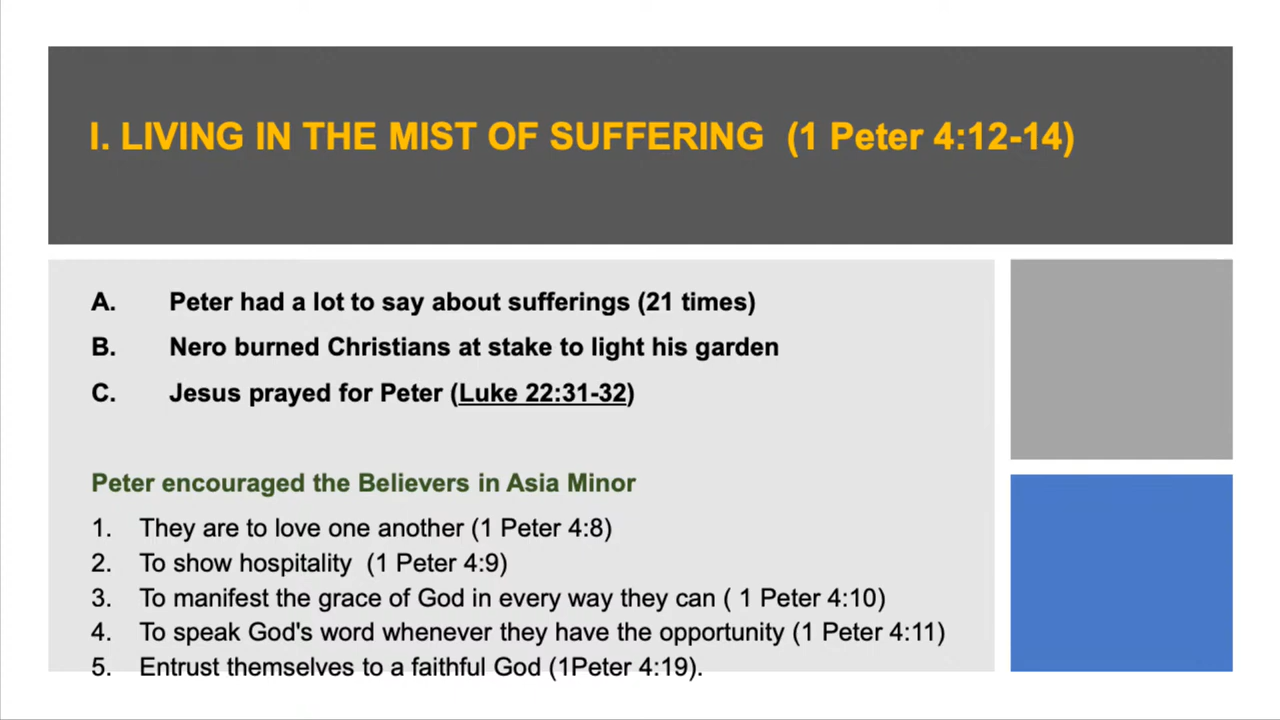 I. LIVING IN THE MIST OF SUFFERING  (1 Peter 4:12-14)
A. Peter had a lot to say about sufferings (21 times)
B. Nero burned Christians at stake to light his garden
C. Jesus prayed for Peter (Luke 22:31-32)
Peter encouraged the Believers in Asia Minor
1. They are to love one another (1 Peter 4:8)
2. To show hospitality  (1 Peter 4:9)
3. To manifest the grace of God in every way they can ( 1 Peter 4:10)
4. To speak God's word whenever they have the opportunity (1 Peter 4:11)
5. Entrust themselves to a faithful God (1Peter 4:19).